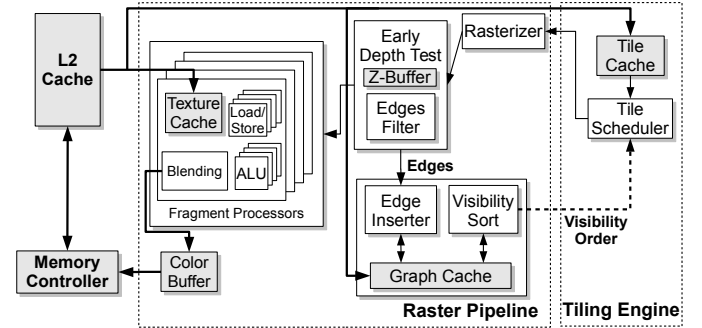 L2
Cache
Memory
Controller
Texture
Cache
Load/
Store
Blending
ALU
Fragment Processors
Color
Buffer
Early
Depth Test
Z-Buffer
Edges
Filter
Rasterizer
Edges
Edge
Inserter
Visibility
Sort
Graph Cache
Raster Pipeline
Tile
Cache
Tile
Scheduler
Visibility
Order
Tiling Engine